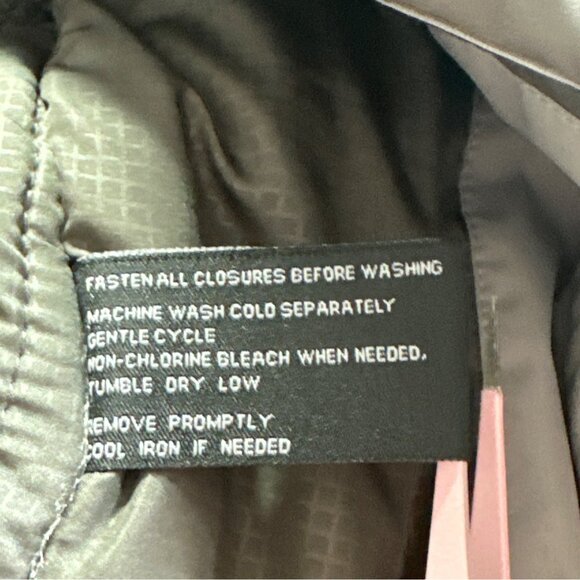 FASTEN ALL CLOSURES BEFORE WASHING
MACHINE WASH COLD SEPARATELY
GENTLE CYCLE
NON-CHLORINE BLEACH WHEN NEEDED.
TUMBLE DRY LOW
REMOVE PROMPTLY
COOL IRON IF NEEDED